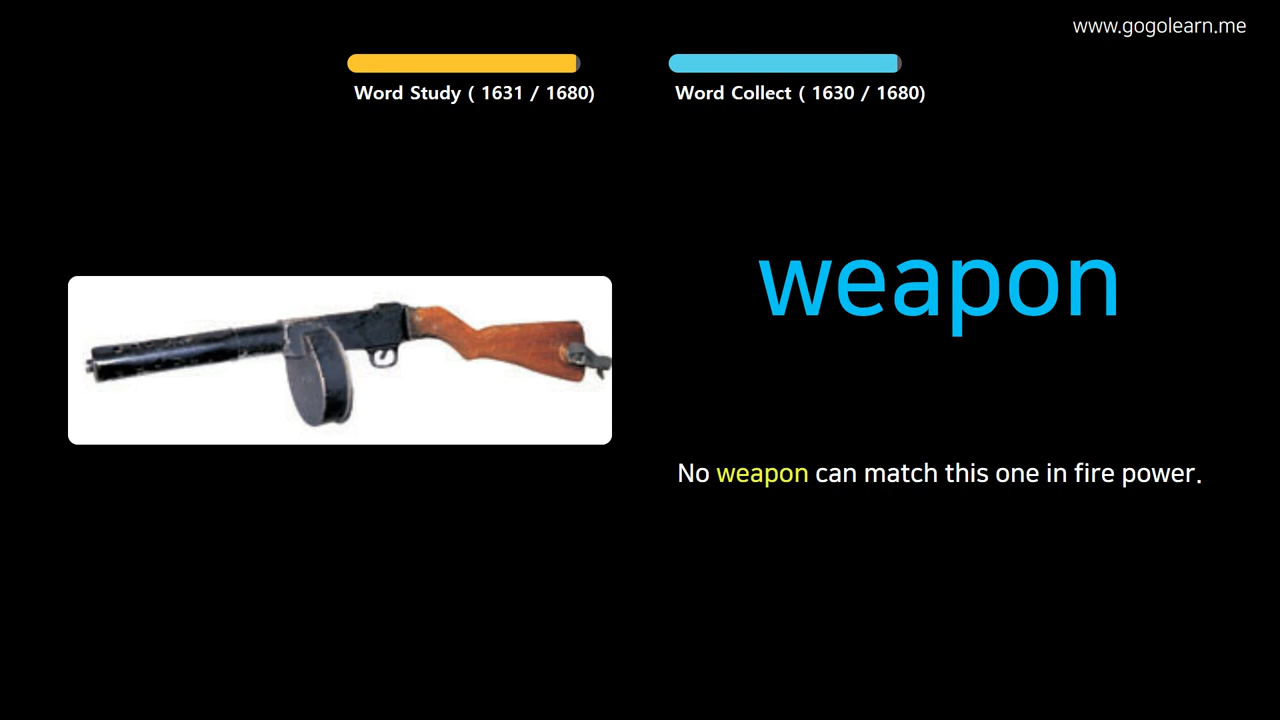 www.gogolearn.me
Word Study ( 1631 / 1680)
Word Collect ( 1630 / 1680)
weapon
No weapon can match this one in fire power.